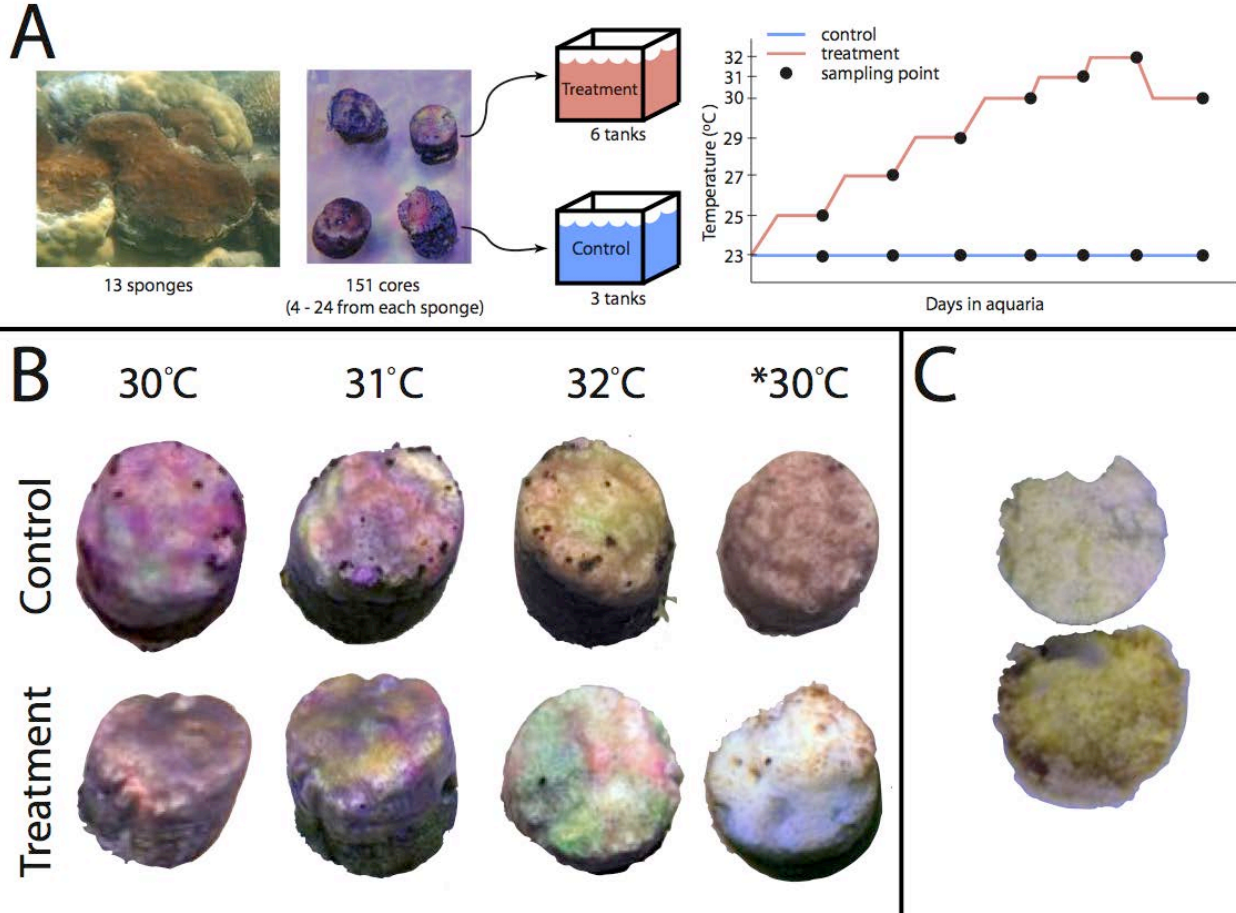 A
13 sponges
151 cores
(4 - 24 from each sponge)
Treatment
6 tanks
Control
3 tanks
control
treatment
sampling point
Temperature (°C)
32
31
30
29
27
25
23
Days in aquaria
B
30°C
31°C
32°C
*30°C
Control
Treatment
C